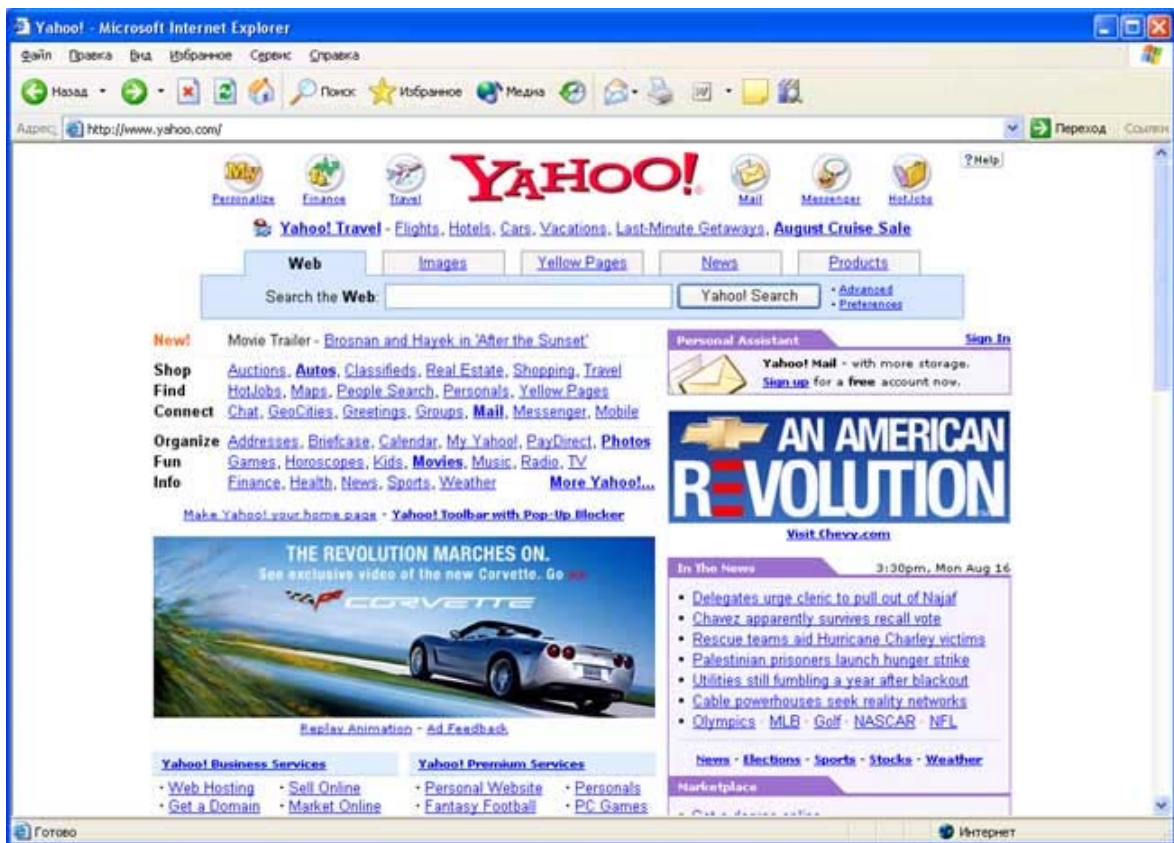 Yahoo! - Microsoft Internet Explorer
Файл Правка Вид Избранное Сервис Справка
Назад Поиск Избранное Медиа
Адрес: http://www.yahoo.com/ Переход Ссылки
My YAHOO! ? Help
Personalize Finance Travel Mail Messenger HotJobs
Yahoo! Travel - Flights, Hotels, Cars, Vacations, Last-Minute Getaways, August Cruise Sale
Web Images Yellow Pages News Products
Search the Web: Yahoo! Search · Advanced
· Preferences
New! Movie Trailer - Brosnan and Hayek in 'After the Sunset'
Shop Auctions, Autos, Classifieds, Real Estate, Shopping, Travel
Find HotJobs, Maps, People Search, Personals, Yellow Pages
Connect Chat, GeoCities, Greetings, Groups, Mail, Messenger, Mobile
Organize Addresses, Briefcase, Calendar, My Yahoo!, PayDirect, Photos
Fun Games, Horoscopes, Kids, Movies, Music, Radio, TV
Info Finance, Health, News, Sports, Weather More Yahoo!...
Make Yahoo! your home page - Yahoo! Toolbar with Pop-Up Blocker
THE REVOLUTION MARCHES ON.
See exclusive video of the new Corvette. Go >>
CORVETTE
Replay Animation - Ad Feedback
Yahoo! Business Services
· Web Hosting · Sell Online
· Get a Domain · Market Online
Yahoo! Premium Services
· Personal Website · Personals
· Fantasy Football · PC Games
Personal Assistant Sign In
Yahoo! Mail - with more storage.
Sign up for a free account now.
AN AMERICAN
REVOLUTION
Visit Chevy.com
In The News 3:30pm, Mon Aug 16
• Delegates urge cleric to pull out of Najaf
• Chavez apparently survives recall vote
• Rescue teams aid Hurricane Charley victims
• Palestinian prisoners launch hunger strike
• Utilities still fumbling a year after blackout
• Cable powerhouses seek reality networks
• Olympics · MLB · Golf · NASCAR · NFL
News - Elections - Sports - Stocks - Weather
Marketplace
Готово Интернет